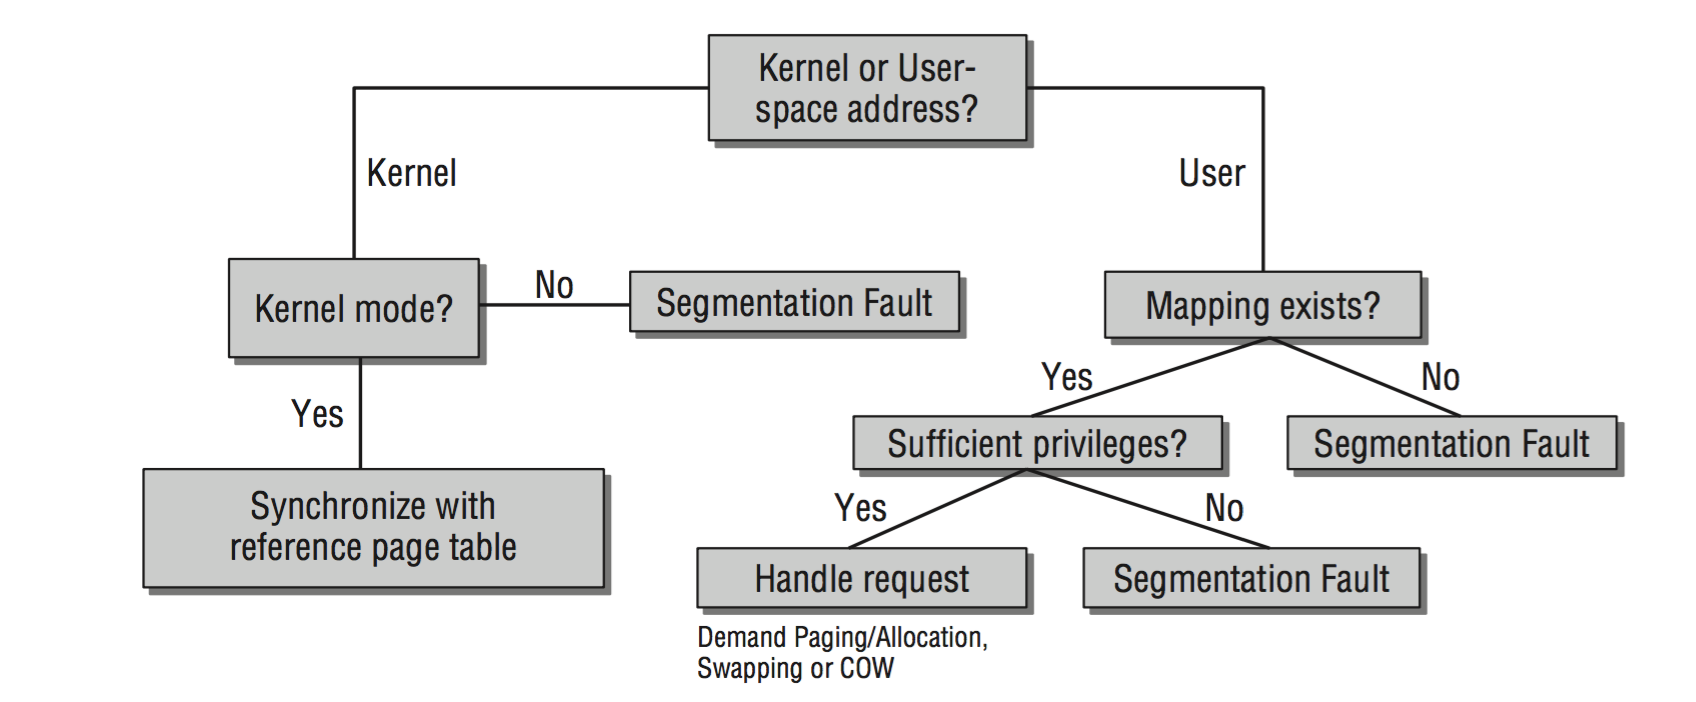 Kernel or User-
space address?
Kernel
User
Kernel mode?
No
Segmentation Fault
Mapping exists?
Yes
No
Yes
Sufficient privileges?
Segmentation Fault
Synchronize with
reference page table
Yes
No
Handle request
Segmentation Fault
Demand Paging/Allocation,
Swapping or COW